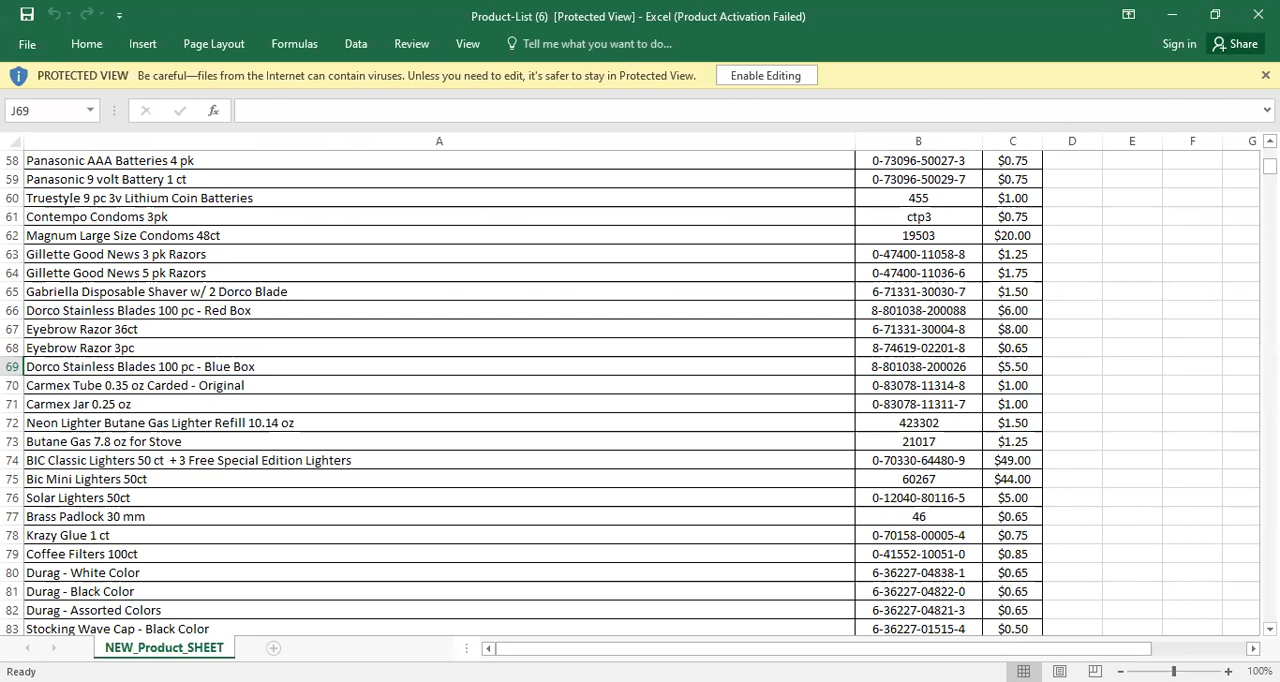 Product-List (6) [Protected View] - Excel (Product Activation Failed)
File Home Insert Page Layout Formulas Data Review View Tell me what you want to do... Sign in Share
PROTECTED VIEW Be careful—files from the Internet can contain viruses. Unless you need to edit, it's safer to stay in Protected View. Enable Editing
J69 fx
A B C D E F G
58 Panasonic AAA Batteries 4 pk 0-73096-50027-3 $0.75
59 Panasonic 9 volt Battery 1 ct 0-73096-50029-7 $0.75
60 Truestyle 9 pc 3v Lithium Coin Batteries 455 $1.00
61 Contempo Condoms 3pk ctp3 $0.75
62 Magnum Large Size Condoms 48ct 19503 $20.00
63 Gillette Good News 3 pk Razors 0-47400-11058-8 $1.25
64 Gillette Good News 5 pk Razors 0-47400-11036-6 $1.75
65 Gabriella Disposable Shaver w/ 2 Dorco Blade 6-71331-30030-7 $1.50
66 Dorco Stainless Blades 100 pc - Red Box 8-801038-200088 $6.00
67 Eyebrow Razor 36ct 6-71331-30004-8 $8.00
68 Eyebrow Razor 3pc 8-74619-02201-8 $0.65
69 Dorco Stainless Blades 100 pc - Blue Box 8-801038-200026 $5.50
70 Carmex Tube 0.35 oz Carded - Original 0-83078-11314-8 $1.00
71 Carmex Jar 0.25 oz 0-83078-11311-7 $1.00
72 Neon Lighter Butane Gas Lighter Refill 10.14 oz 423302 $1.50
73 Butane Gas 7.8 oz for Stove 21017 $1.25
74 BIC Classic Lighters 50 ct + 3 Free Special Edition Lighters 0-70330-64480-9 $49.00
75 Bic Mini Lighters 50ct 60267 $44.00
76 Solar Lighters 50ct 0-12040-80116-5 $5.00
77 Brass Padlock 30 mm 46 $0.65
78 Krazy Glue 1 ct 0-70158-00005-4 $0.75
79 Coffee Filters 100ct 0-41552-10051-0 $0.85
80 Durag - White Color 6-36227-04838-1 $0.65
81 Durag - Black Color 6-36227-04822-0 $0.65
82 Durag - Assorted Colors 6-36227-04821-3 $0.65
83 Stocking Wave Cap - Black Color 6-36227-01515-4 $0.50
NEW_Product_SHEET
Ready 100%